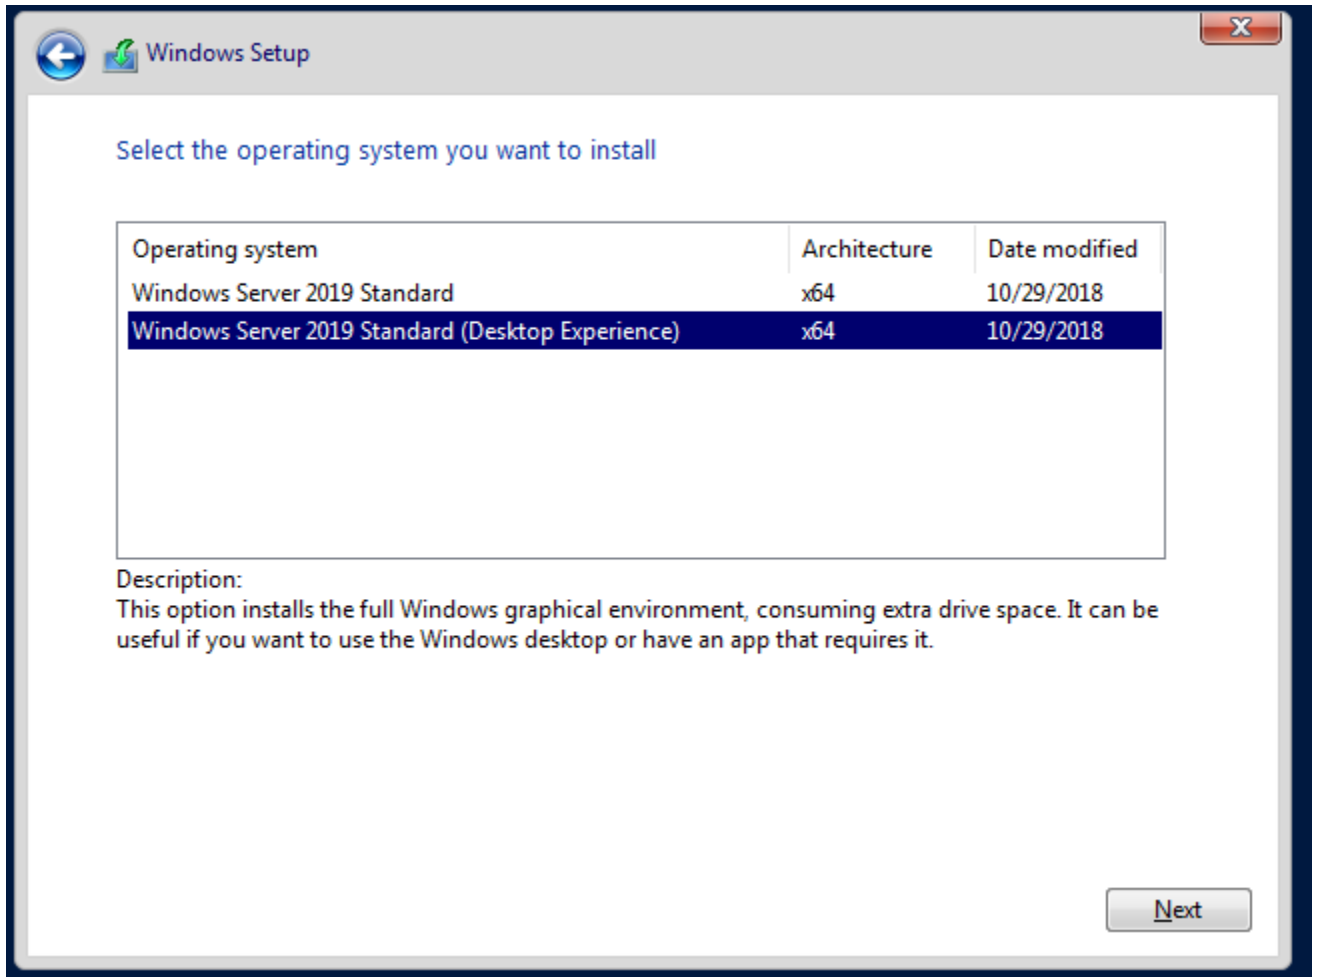 Windows Setup
Select the operating system you want to install
Operating system Architecture Date modified
Windows Server 2019 Standard x64 10/29/2018
Windows Server 2019 Standard (Desktop Experience) x64 10/29/2018
Description:
This option installs the full Windows graphical environment, consuming extra drive space. It can be
useful if you want to use the Windows desktop or have an app that requires it.
Next